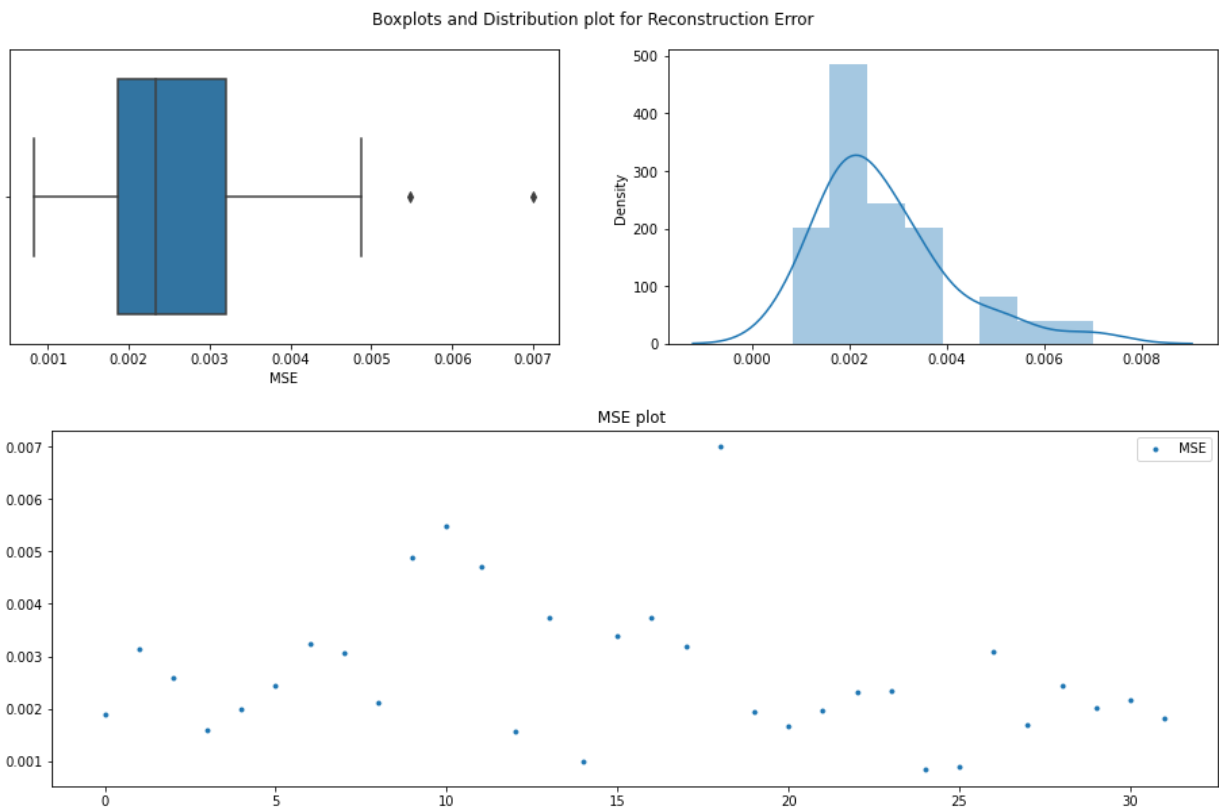 Boxplots and Distribution plot for Reconstruction Error
0.001 0.002 0.003 0.004 0.005 0.006 0.007
MSE
500
400
300
200
100
0
Density
0.000 0.002 0.004 0.006 0.008
MSE plot
MSE
0.007
0.006
0.005
0.004
0.003
0.002
0.001
0 5 10 15 20 25 30